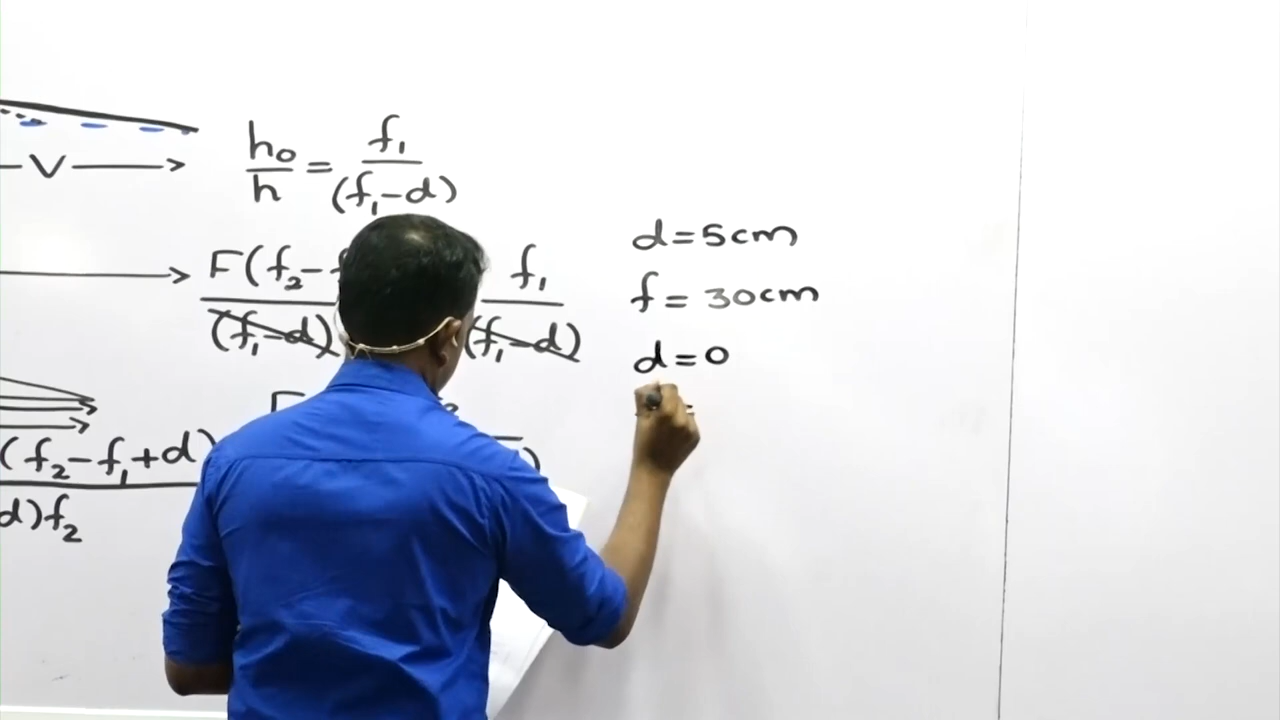 V
h₀/h = f₁/(f₁-d)
F(f₂- f₁
(f₁-d) (f₁-d)
(f₂-f₁+d)
d)f₂
d=5cm
f=30cm
d=0